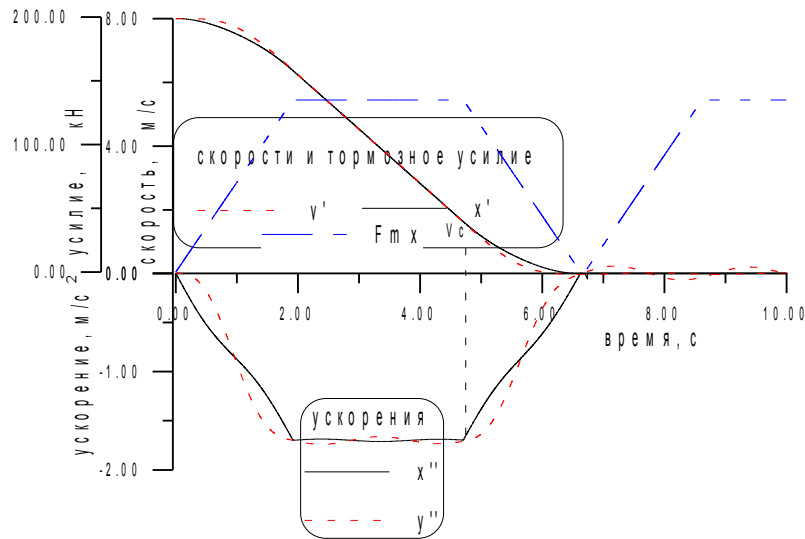 200.00
8.00
усилие, кН
скорость, м/с
100.00
4.00
скорости и тормозное усилие
v'
x'
Fmx
Vc
0.00
0.00
0.00
2.00
4.00
6.00
8.00
10.00
время, с
ускорение, м/с 2
-1.00
ускорения
x''
-2.00
y''